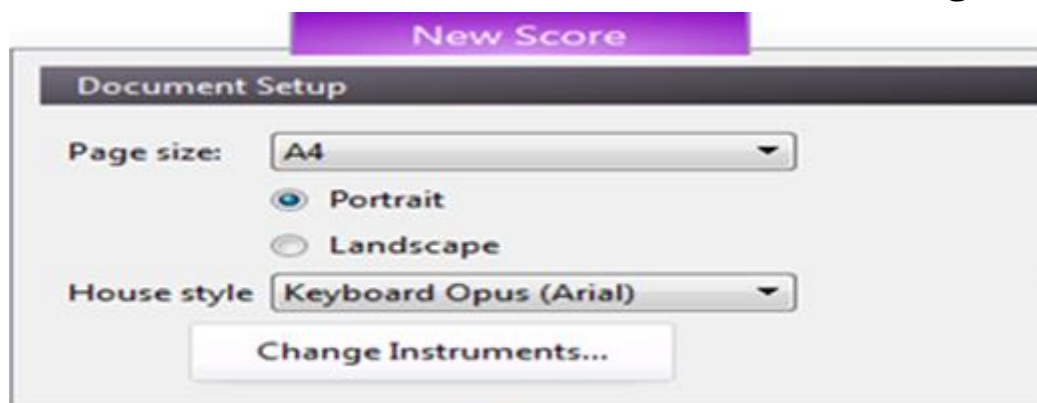 New Score
Document Setup
Page size: A4
Portrait
Landscape
House style Keyboard Opus (Arial)
Change Instruments...